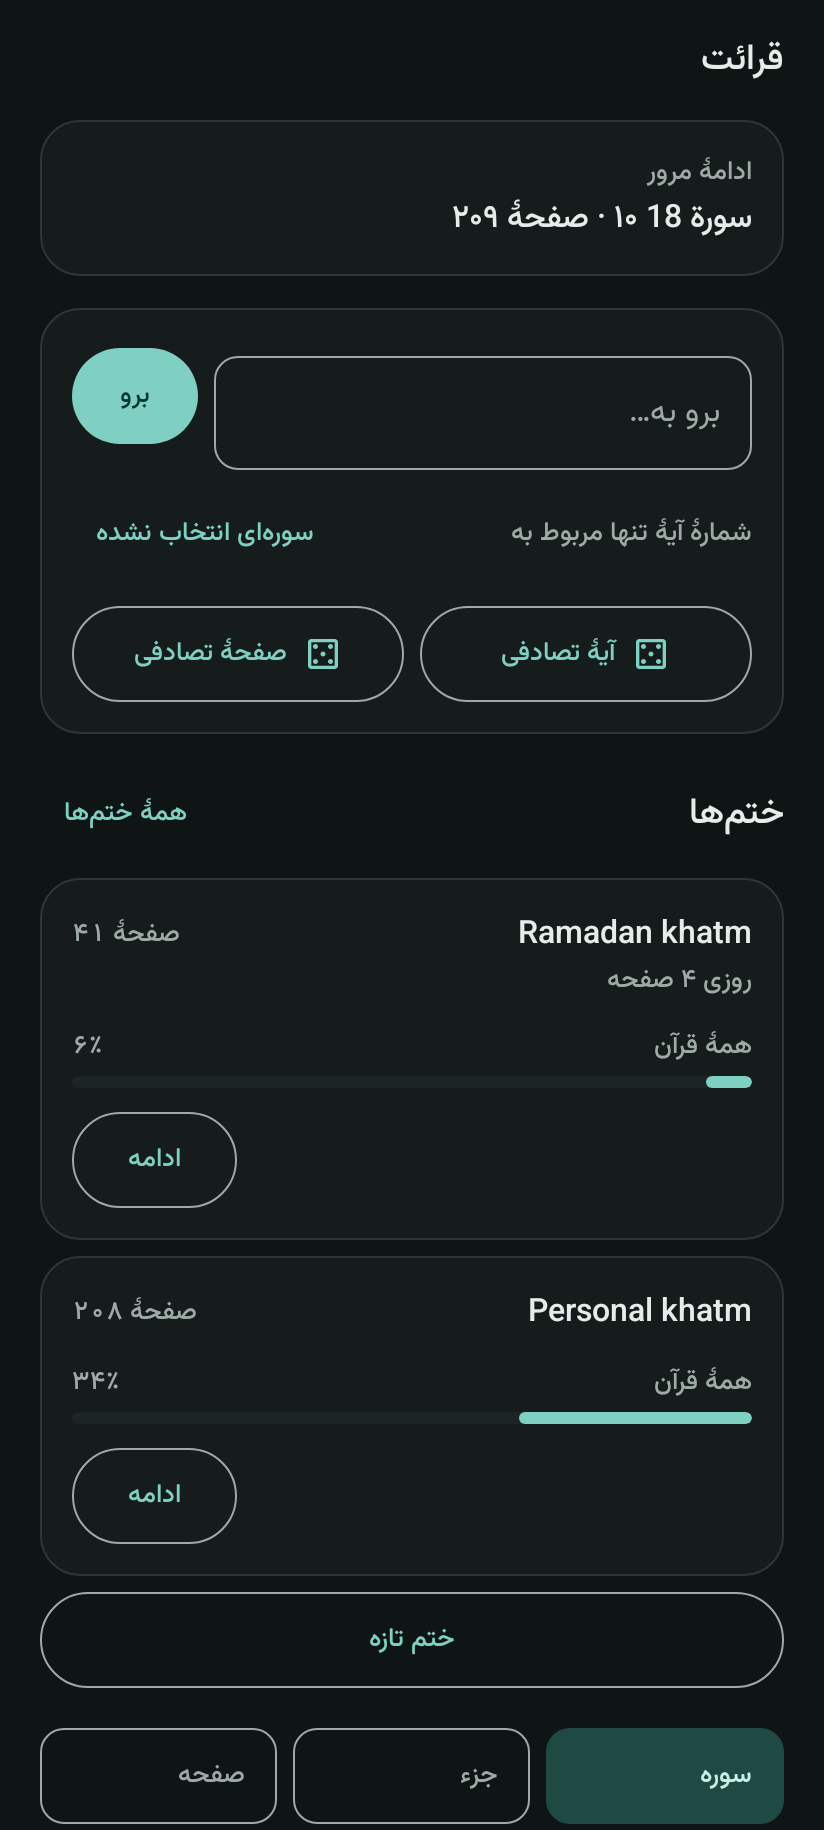 قرائت
ادامهٔ مرور
سورة 18 ۱۰ · صفحهٔ ۲۰۹
برو به...
برو
شمارهٔ آیهٔ تنها مربوط به
سوره‌ای انتخاب نشده
آیهٔ تصادفی
صفحهٔ تصادفی
ختم‌ها
همهٔ ختم‌ها
Ramadan khatm
صفحهٔ ۴۱
روزی ۴ صفحه
همهٔ قرآن
۶٪
ادامه
Personal khatm
صفحهٔ ۲۰۸
همهٔ قرآن
۳۴٪
ادامه
ختم تازه
سوره
جزء
صفحه